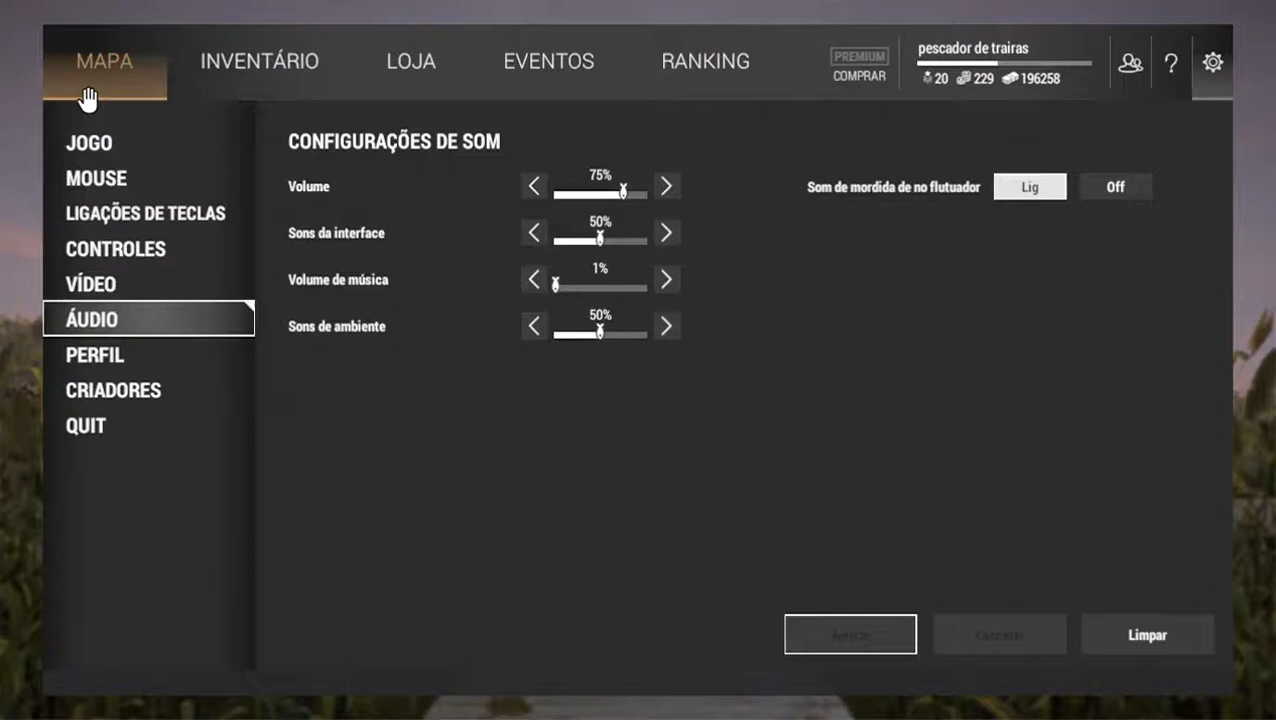 MAPA INVENTÁRIO LOJA EVENTOS RANKING
PREMIUM
COMPRAR
pescador de trairas
20 229 196258
?
JOGO
MOUSE
LIGAÇÕES DE TECLAS
CONTROLES
VÍDEO
ÁUDIO
PERFIL
CRIADORES
QUIT
CONFIGURAÇÕES DE SOM
Volume 75%
Sons da interface 50%
Volume de música 1%
Sons de ambiente 50%
Som de mordida de no flutuador Lig Off
Limpar